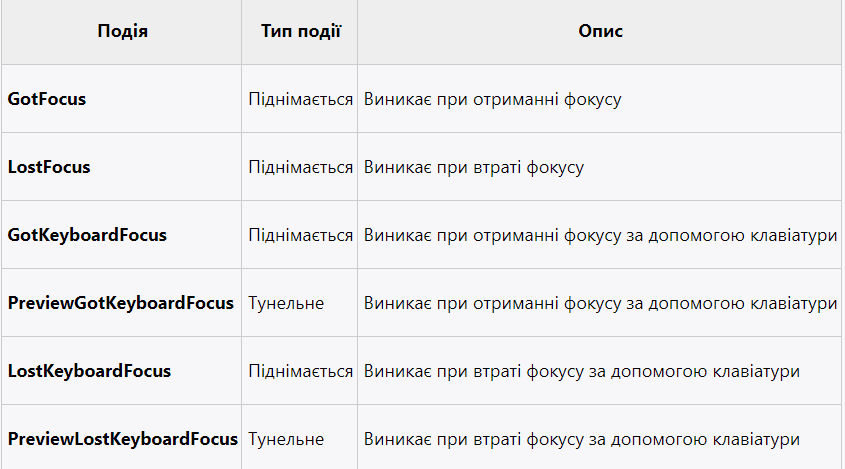 Подія Тип події Опис
GotFocus Піднімається Виникає при отриманні фокусу
LostFocus Піднімається Виникає при втраті фокусу
GotKeyboardFocus Піднімається Виникає при отриманні фокусу за допомогою клавіатури
PreviewGotKeyboardFocus Тунельне Виникає при отриманні фокусу за допомогою клавіатури
LostKeyboardFocus Піднімається Виникає при втраті фокусу за допомогою клавіатури
PreviewLostKeyboardFocus Тунельне Виникає при втраті фокусу за допомогою клавіатури